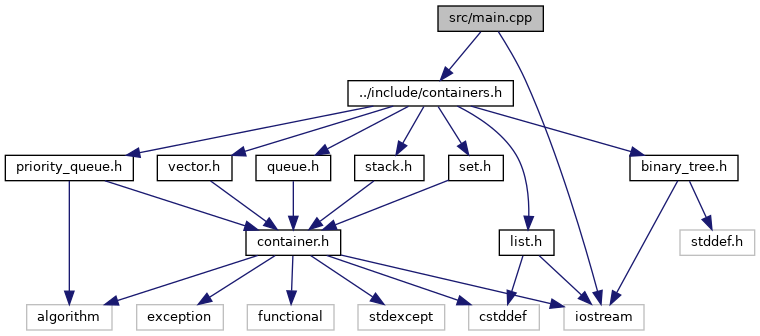 src/main.cpp
../include/containers.h
priority_queue.h
vector.h
queue.h
stack.h
set.h
binary_tree.h
container.h
list.h
stddef.h
algorithm
exception
functional
stdexcept
cstddef
iostream